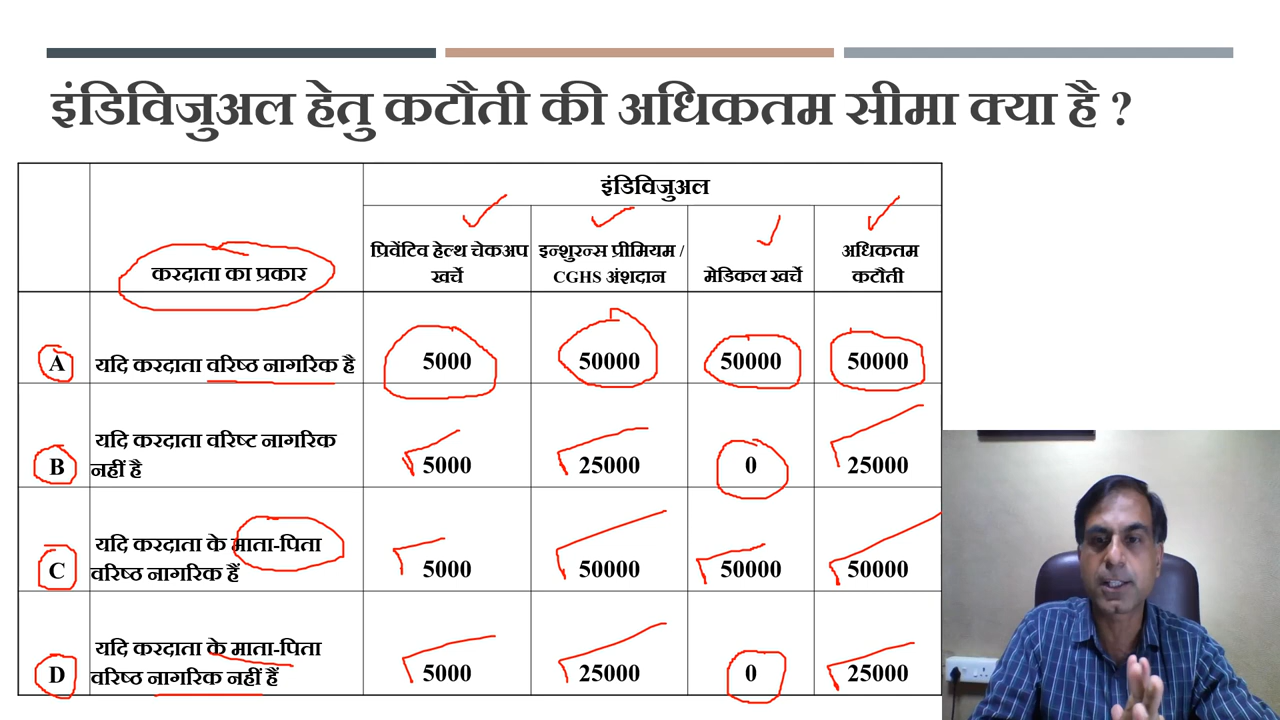 इंडिविजुअल हेतु कटौती की अधिकतम सीमा क्या है ?
इंडिविजुअल
करदाता का प्रकार
प्रिवेंटिव हेल्थ चेकअप
खर्चे
इन्शुरन्स प्रीमियम /
CGHS अंशदान
मेडिकल खर्चे
अधिकतम
कटौती
A यदि करदाता वरिष्ठ नागरिक है 5000 50000 50000 50000
यदि करदाता वरिष्ट नागरिक
B नहीं है 5000 25000 0 25000
यदि करदाता के माता-पिता
C वरिष्ठ नागरिक हैं 5000 50000 50000 50000
यदि करदाता के माता-पिता
D वरिष्ठ नागरिक नहीं हैं 5000 25000 0 25000